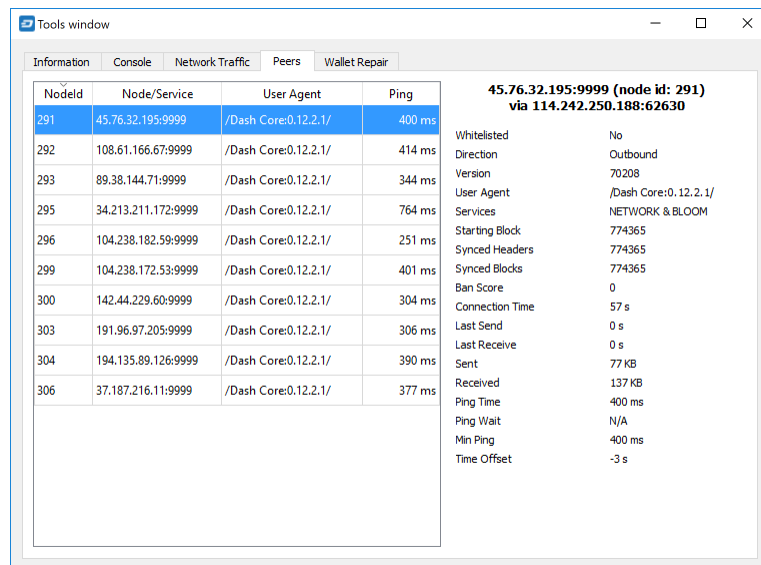 Tools window
Information Console Network Traffic Peers Wallet Repair
NodeId Node/Service User Agent Ping
291 45.76.32.195:9999 /Dash Core:0.12.2.1/ 400 ms
292 108.61.166.67:9999 /Dash Core:0.12.2.1/ 414 ms
293 89.38.144.71:9999 /Dash Core:0.12.2.1/ 344 ms
295 34.213.211.172:9999 /Dash Core:0.12.2.1/ 764 ms
296 104.238.182.59:9999 /Dash Core:0.12.2.1/ 251 ms
299 104.238.172.53:9999 /Dash Core:0.12.2.1/ 401 ms
300 142.44.229.60:9999 /Dash Core:0.12.2.1/ 304 ms
303 191.96.97.205:9999 /Dash Core:0.12.2.1/ 306 ms
304 194.135.89.126:9999 /Dash Core:0.12.2.1/ 390 ms
306 37.187.216.11:9999 /Dash Core:0.12.2.1/ 377 ms
45.76.32.195:9999 (node id: 291)
via 114.242.250.188:62630
Whitelisted No
Direction Outbound
Version 70208
User Agent /Dash Core:0.12.2.1/
Services NETWORK & BLOOM
Starting Block 774365
Synced Headers 774365
Synced Blocks 774365
Ban Score 0
Connection Time 57 s
Last Send 0 s
Last Receive 0 s
Sent 77 KB
Received 137 KB
Ping Time 400 ms
Ping Wait N/A
Min Ping 400 ms
Time Offset -3 s